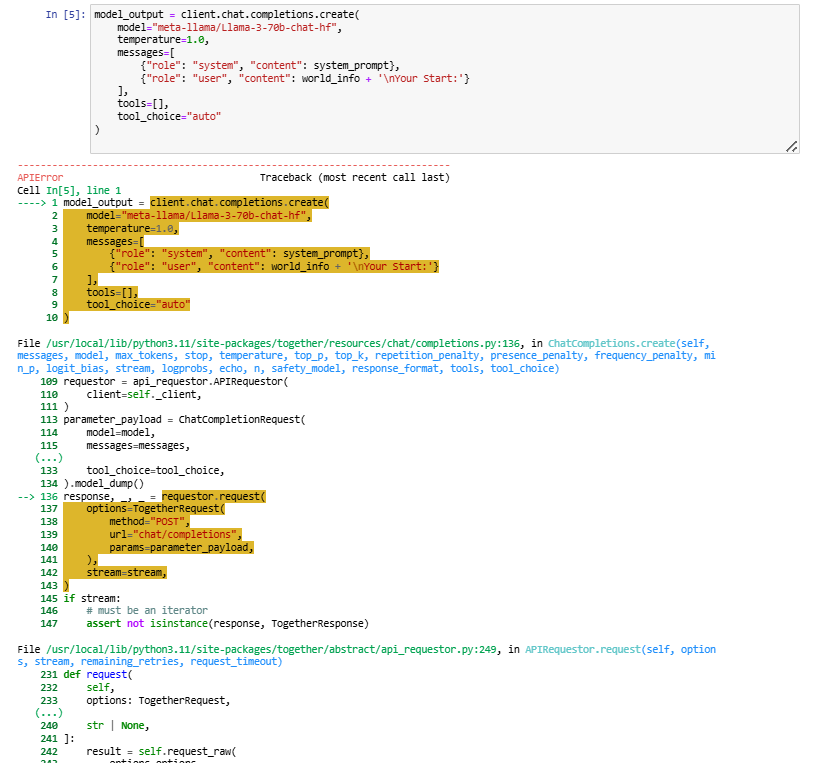 In [5]: model_output = client.chat.completions.create(
    model="meta-llama/Llama-3-70b-chat-hf",
    temperature=1.0,
    messages=[
        {"role": "system", "content": system_prompt},
        {"role": "user", "content": world_info + '\nYour Start:'}
    ],
    tools=[],
    tool_choice="auto"
)
---------------------------------------------------------------------------
APIError                                  Traceback (most recent call last)
Cell In[5], line 1
----> 1 model_output = client.chat.completions.create(
      2     model="meta-llama/Llama-3-70b-chat-hf",
      3     temperature=1.0,
      4     messages=[
      5         {"role": "system", "content": system_prompt},
      6         {"role": "user", "content": world_info + '\nYour Start:'}
      7     ],
      8     tools=[],
      9     tool_choice="auto"
     10 )
File /usr/local/lib/python3.11/site-packages/together/resources/chat/completions.py:136, in ChatCompletions.create(self,
messages, model, max_tokens, stop, temperature, top_p, top_k, repetition_penalty, presence_penalty, frequency_penalty, mi
n_p, logit_bias, stream, logprobs, echo, n, safety_model, response_format, tools, tool_choice)
    109 requestor = api_requestor.APIRequestor(
    110     client=self._client,
    111 )
    113 parameter_payload = ChatCompletionRequest(
    114     model=model,
    115     messages=messages,
   (...)
    133     tool_choice=tool_choice,
    134 ).model_dump()
--> 136 response, _, _ = requestor.request(
    137     options=TogetherRequest(
    138         method="POST",
    139         url="chat/completions",
    140         params=parameter_payload,
    141     ),
    142     stream=stream,
    143 )
    145 if stream:
    146     # must be an iterator
    147     assert not isinstance(response, TogetherResponse)
File /usr/local/lib/python3.11/site-packages/together/abstract/api_requestor.py:249, in APIRequestor.request(self, option
s, stream, remaining_retries, request_timeout)
    231 def request(
    232     self,
    233     options: TogetherRequest,
   (...)
    240     str | None,
    241 ]:
    242     result = self.request_raw(